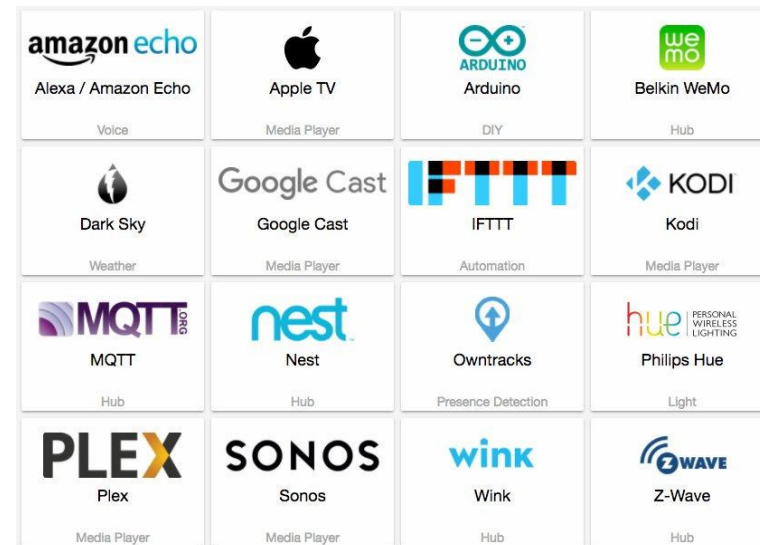 amazon echo
Alexa / Amazon Echo
Voice
Apple TV
Media Player
ARDUINO
Arduino
DIY
we
mo
Belkin WeMo
Hub
Dark Sky
Weather
Google Cast
Google Cast
Media Player
IFTTT
IFTTT
Automation
KODI
Kodi
Media Player
MQTT.ORG
MQTT
Hub
nest
Nest
Hub
Owntracks
Presence Detection
hue PERSONAL
WIRELESS
LIGHTING
Philips Hue
Light
PLEX
Plex
Media Player
SONOS
Sonos
Media Player
wink
Wink
Hub
Z WAVE
Z-Wave
Hub